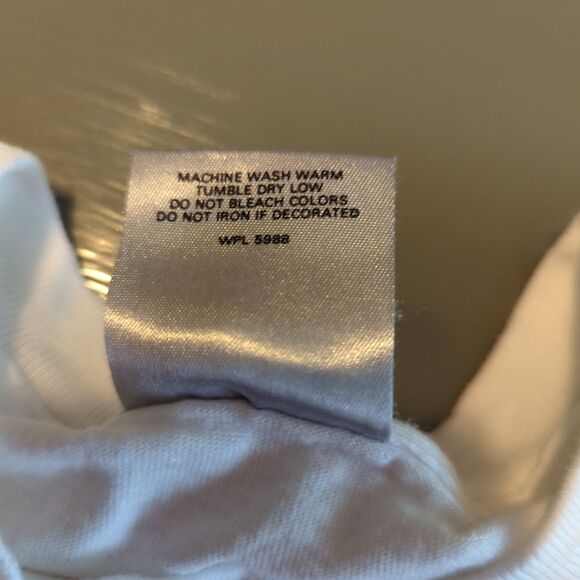 MACHINE WASH WARM
TUMBLE DRY LOW
DO NOT BLEACH COLORS
DO NOT IRON IF DECORATED
WPL 5988